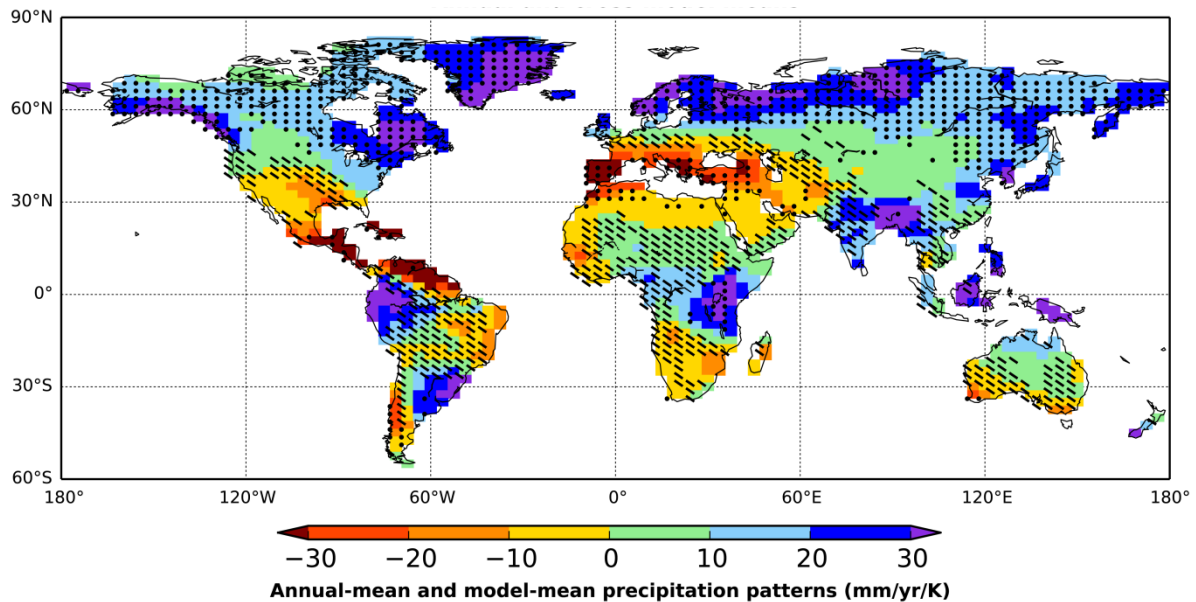 90°N
60°N
30°N
0°
30°S
60°S
180° 120°W 60°W 0° 60°E 120°E 180°
−30 −20 −10 0 10 20 30
Annual-mean and model-mean precipitation patterns (mm/yr/K)